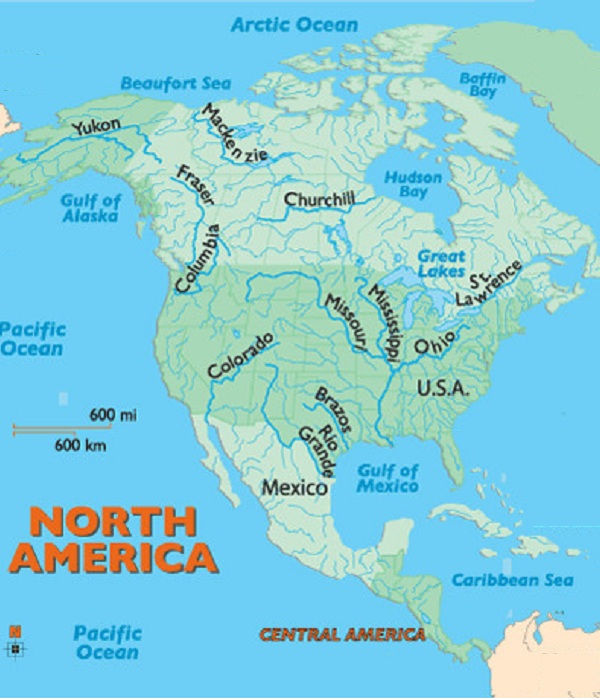 Arctic Ocean
Beaufort Sea
Baffin
Bay
Yukon
Mackenzie
Fraser
Gulf of
Alaska
Churchill
Hudson
Bay
Columbia
Great
Lakes
St.
Lawrence
Missouri
Mississippi
Ohio
Pacific
Ocean
Colorado
U.S.A.
Brazos
Rio
Grande
600 mi
600 km
Gulf of
Mexico
Mexico
NORTH
AMERICA
Caribbean Sea
N
Pacific
Ocean
CENTRAL AMERICA